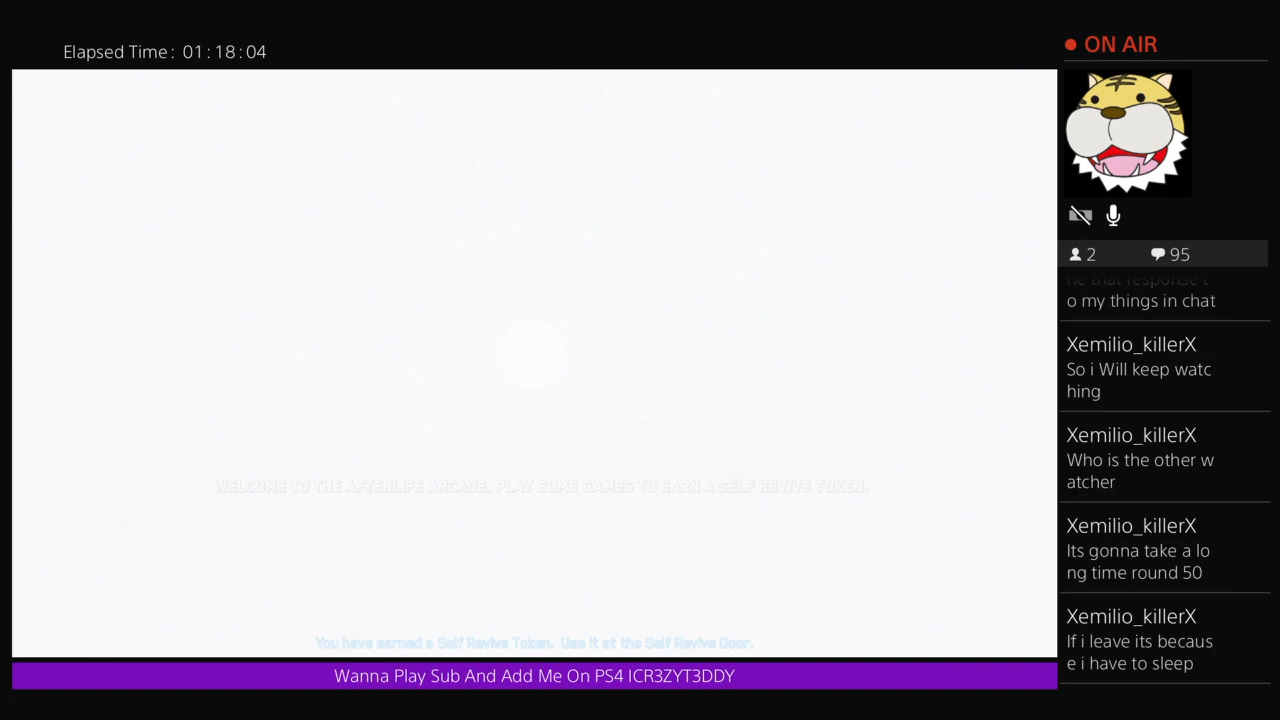 Elapsed Time: 01:18:04
ON AIR
2
95
o my things in chat
Xemilio_killerX
So i Will keep watc
hing
Xemilio_killerX
Who is the other w
atcher
Xemilio_killerX
Its gonna take a lo
ng time round 50
Xemilio_killerX
If i leave its becaus
e i have to sleep
WELCOME TO THE AFTERLIFE ARCADE. PLAY SOME GAMES TO EARN A SELF REVIVE TOKEN.
You have earned a Self Revive Token. Use it at the Self Revive Door.
Wanna Play Sub And Add Me On PS4 ICR3ZYT3DDY